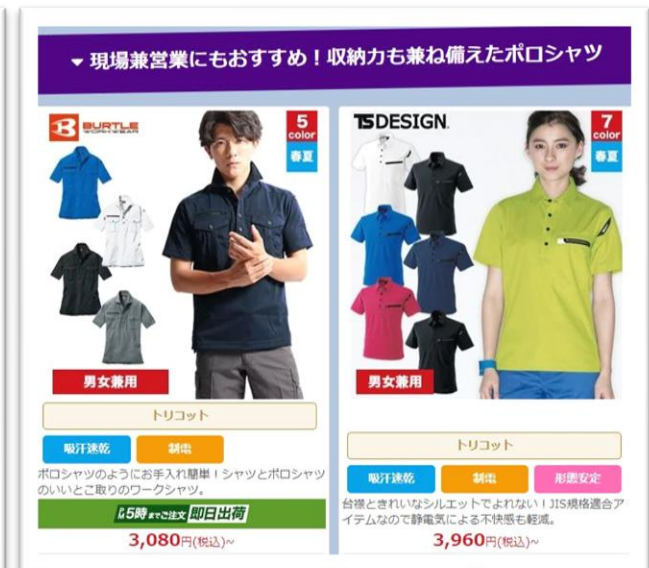 ▼ 現場兼営業にもおすすめ！収納力も兼ね備えたポロシャツ
BURTLE
WORKWEAR
5
color
春夏
男女兼用
トリコット
吸汗速乾 制電
ポロシャツのようにお手入れ簡単！シャツとポロシャツ
のいいとこ取りのワークシャツ。
15時までご注文 即日出荷
3,080円(税込)~
TSDESIGN.
7
color
春夏
男女兼用
トリコット
吸汗速乾 制電 形態安定
台襟ときれいなシルエットでよれない！JIS規格適合ア
イテムなので静電気による不快感も軽減。
3,960円(税込)~